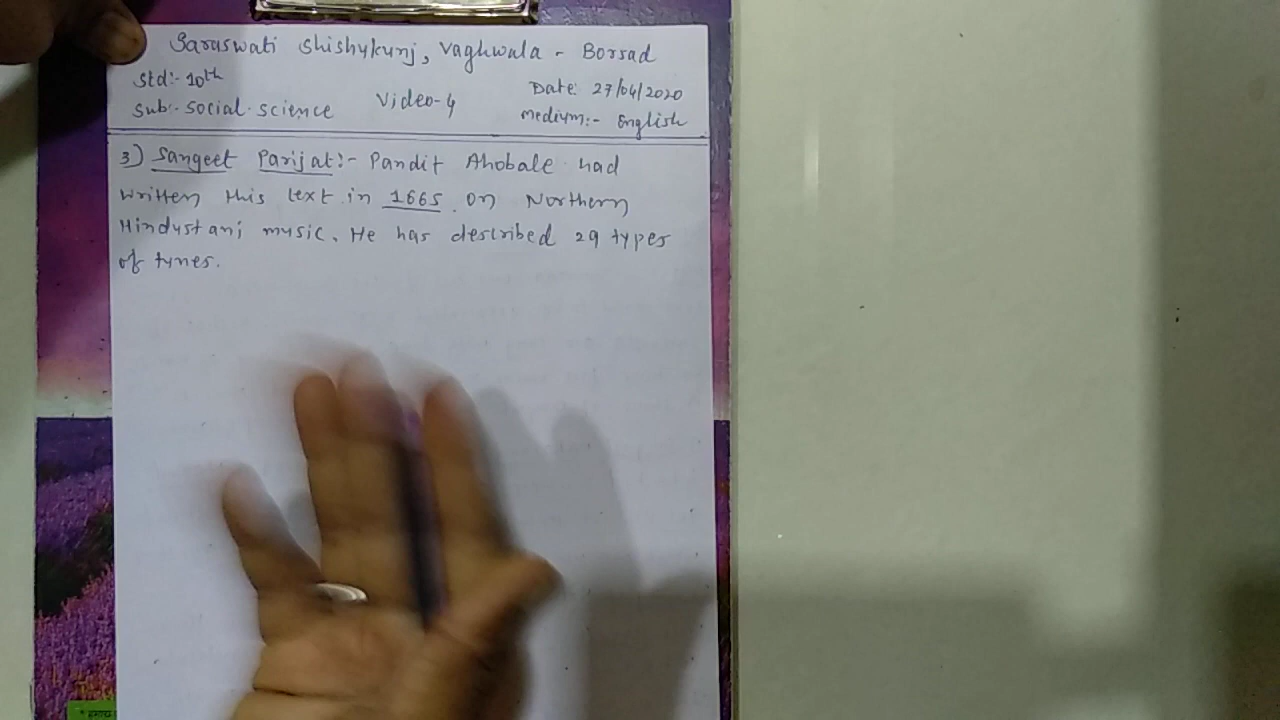 Saraswati Shishukunj, Vaghwala - Borsad
Std:- 10th
Date: 27/04/2020
Sub:- Social Science
Video-4
Medium:- English
3) Sangeet Parijat:- Pandit Ahobale had
written this text in 1665 on Northern
Hindustani music. He has described 29 types
of tunes.